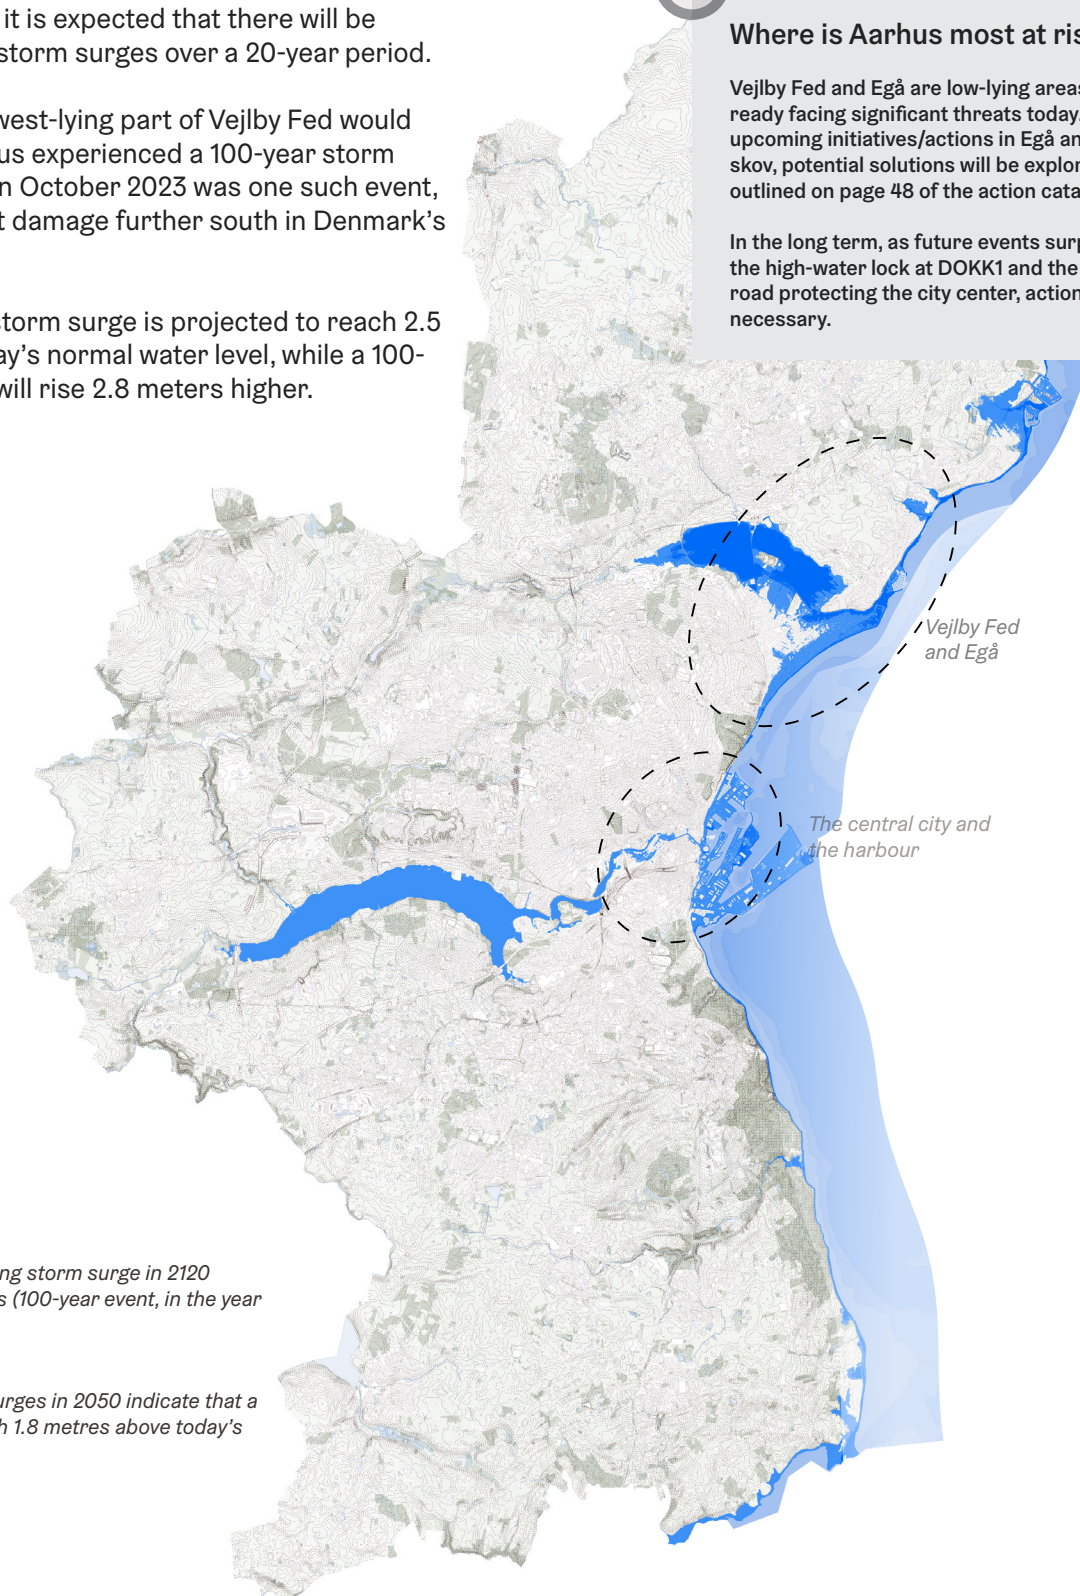 it is expected that there will be
storm surges over a 20-year period.
west-lying part of Vejlby Fed would
us experienced a 100-year storm
n October 2023 was one such event,
t damage further south in Denmark's
storm surge is projected to reach 2.5
ay's normal water level, while a 100-
will rise 2.8 meters higher.
Where is Aarhus most at ris
Vejlby Fed and Egå are low-lying areas
ready facing significant threats today.
upcoming initiatives/actions in Egå an
skov, potential solutions will be explor
outlined on page 48 of the action cata
In the long term, as future events surp
the high-water lock at DOKK1 and the
road protecting the city center, action
necessary.
Vejlby Fed
and Egå
The central city and
the harbour
ng storm surge in 2120
s (100-year event, in the year
urges in 2050 indicate that a
h 1.8 metres above today's